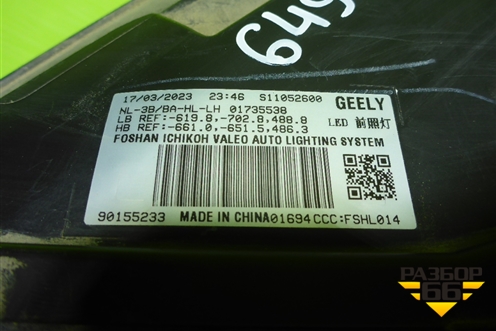 649
17/03/2023 23:46 S11052600
NL-3B/BA-HL-LH 01735538 GEELY
LB REF:-619.8,-702.8,488.8
HB REF:-661.0,-651.5,486.3 LED 前照灯
FOSHAN ICHIKOH VALEO AUTO LIGHTING SYSTEM
90155233 MADE IN CHINA01694 CCC:FSHL014
РАЗБОР
66